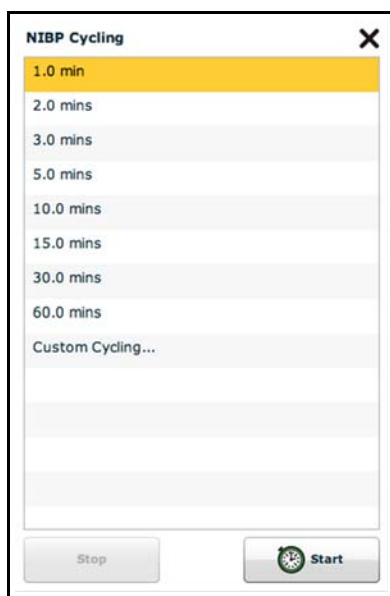 NIBP Cycling
1.0 min
2.0 mins
3.0 mins
5.0 mins
10.0 mins
15.0 mins
30.0 mins
60.0 mins
Custom Cycling...
Stop
Start